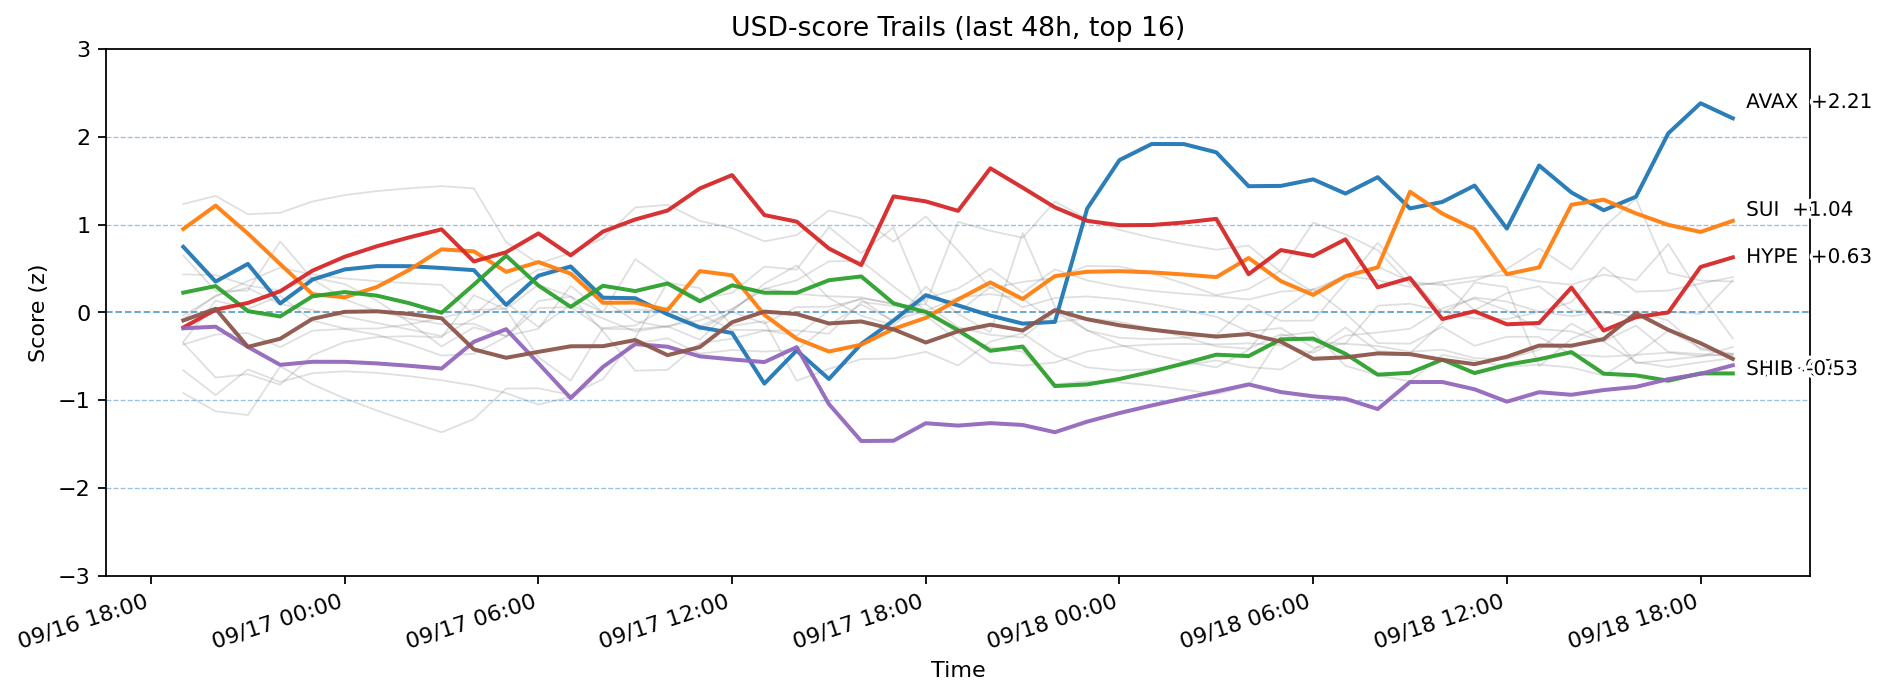 USD-score Trails (last 48h, top 16)
3
2
1
0
−1
−2
−3
Score (z)
AVAX +2.21
SUI +1.04
HYPE +0.63
SHIB -0.53
09/16 18:00
09/17 00:00
09/17 06:00
09/17 12:00
09/17 18:00
09/18 00:00
09/18 06:00
09/18 12:00
09/18 18:00
Time